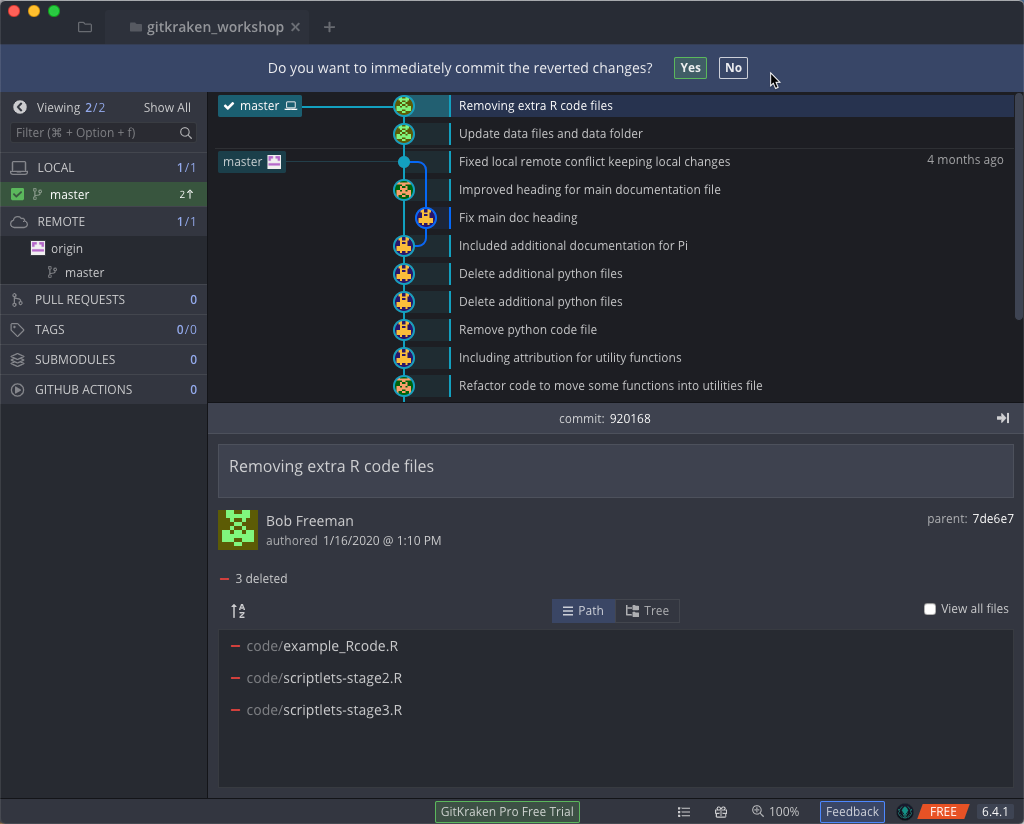 gitkraken_workshop
Do you want to immediately commit the reverted changes? Yes No
Viewing 2/2 Show All
Filter (⌘ + Option + f)
LOCAL 1/1
master 2↑
REMOTE 1/1
origin
master
PULL REQUESTS 0
TAGS 0/0
SUBMODULES 0
GITHUB ACTIONS 0
master Removing extra R code files
Update data files and data folder
master Fixed local remote conflict keeping local changes 4 months ago
Improved heading for main documentation file
Fix main doc heading
Included additional documentation for Pi
Delete additional python files
Delete additional python files
Remove python code file
Including attribution for utility functions
Refactor code to move some functions into utilities file
commit: 920168
Removing extra R code files
Bob Freeman parent: 7de6e7
authored 1/16/2020 @ 1:10 PM
3 deleted
A Z Path Tree View all files
code/example_Rcode.R
code/scriptlets-stage2.R
code/scriptlets-stage3.R
GitKraken Pro Free Trial 100% Feedback FREE 6.4.1